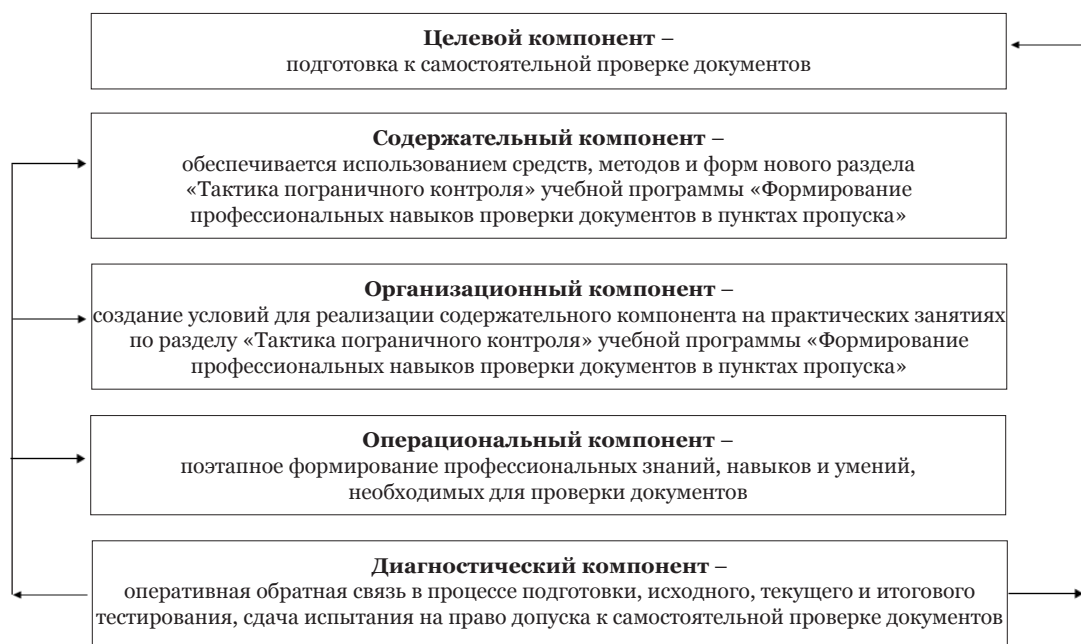 Целевой компонент –
подготовка к самостоятельной проверке документов
Содержательный компонент –
обеспечивается использованием средств, методов и форм нового раздела
«Тактика пограничного контроля» учебной программы «Формирование
профессиональных навыков проверки документов в пунктах пропуска»
Организационный компонент –
создание условий для реализации содержательного компонента на практических занятиях
по разделу «Тактика пограничного контроля» учебной программы «Формирование
профессиональных навыков проверки документов в пунктах пропуска»
Операциональный компонент –
поэтапное формирование профессиональных знаний, навыков и умений,
необходимых для проверки документов
Диагностический компонент –
оперативная обратная связь в процессе подготовки, исходного, текущего и итогового
тестирования, сдача испытания на право допуска к самостоятельной проверке документов